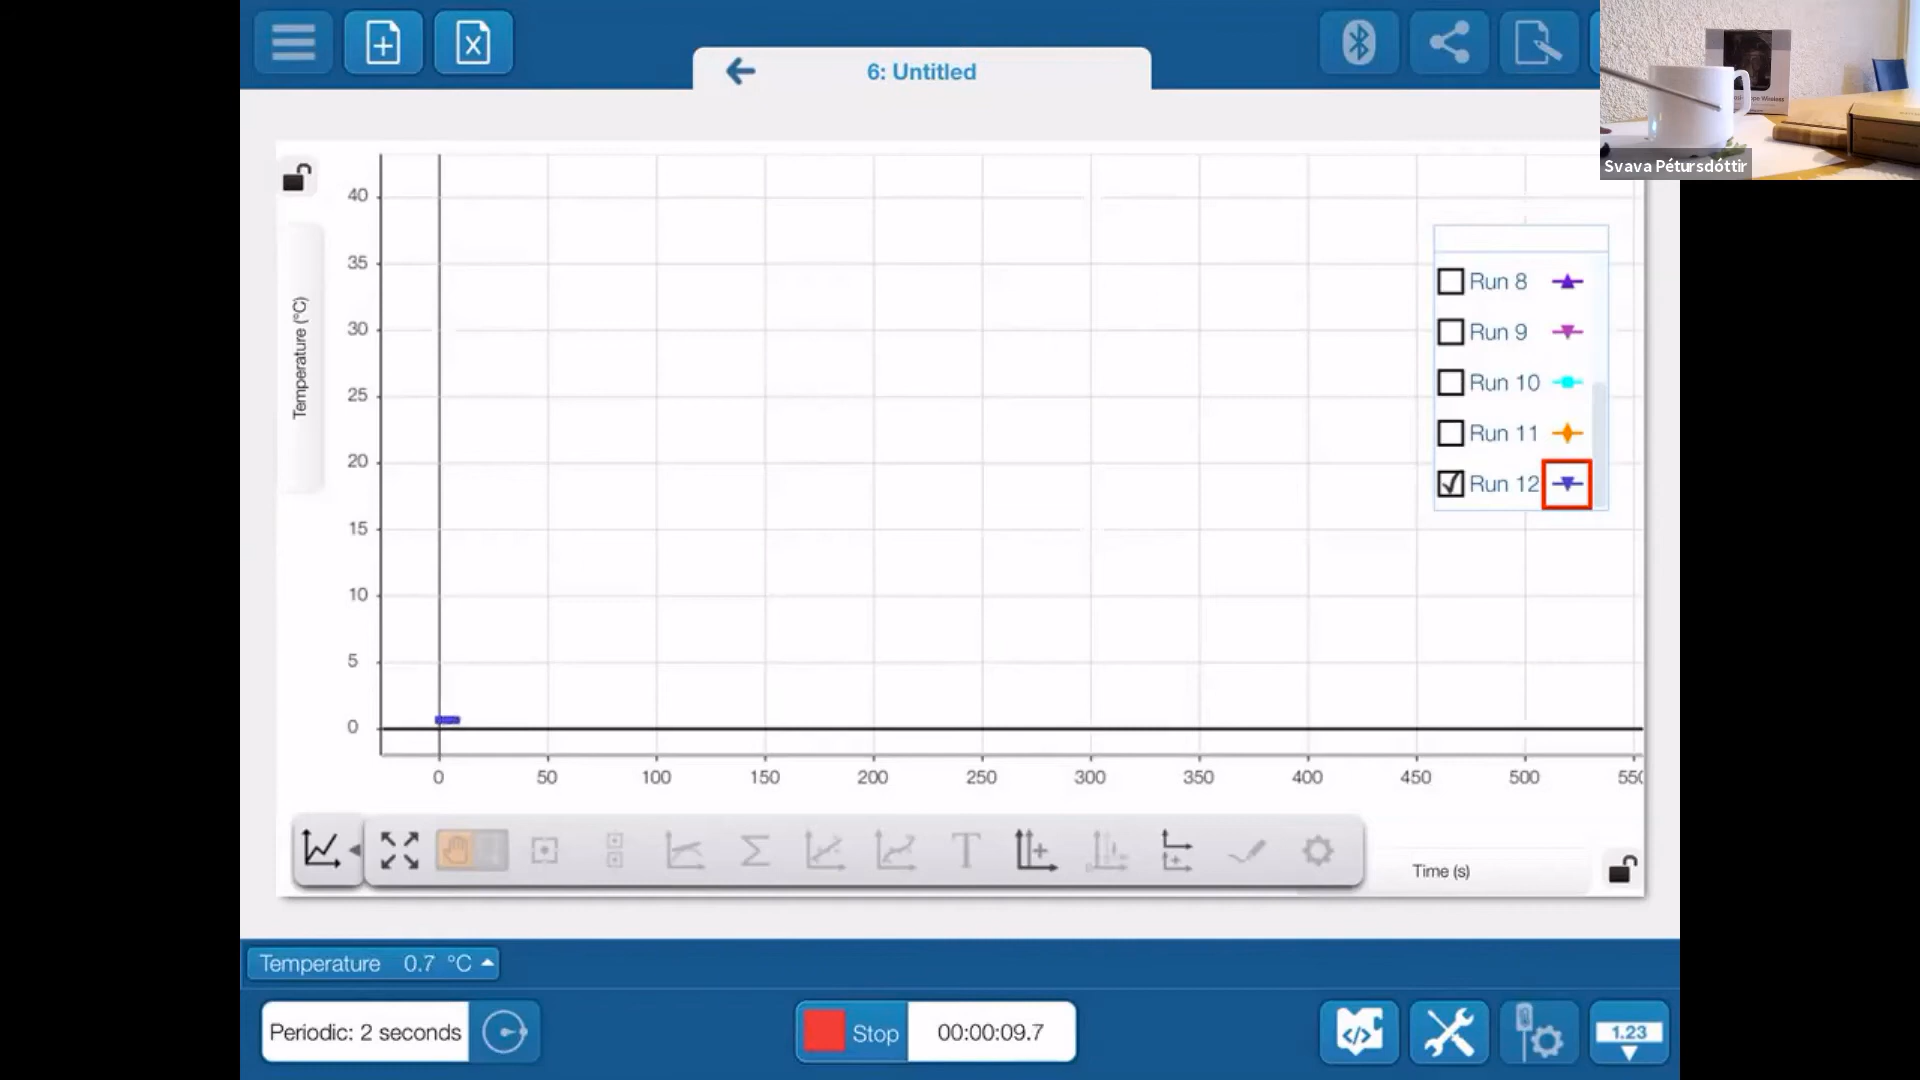 6: Untitled
Svava Pétursdóttir
40
35
30
25
20
15
10
5
0
Temperature (°C)
Run 8
Run 9
Run 10
Run 11
Run 12
0 50 100 150 200 250 300 350 400 450 500
Time (s)
T
Temperature 0.7 °C
Periodic: 2 seconds
Stop 00:00:09.7
</>
1.23